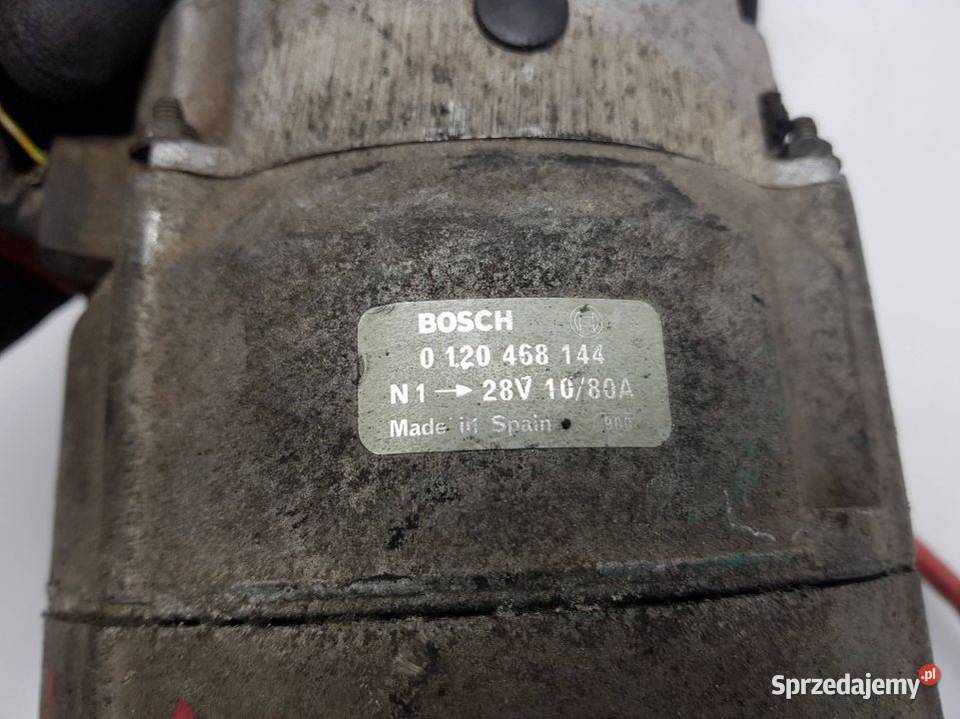 BOSCH
0 120 468 144
N1 → 28V 10/80A
Made in Spain
Sprzedajemy.pl